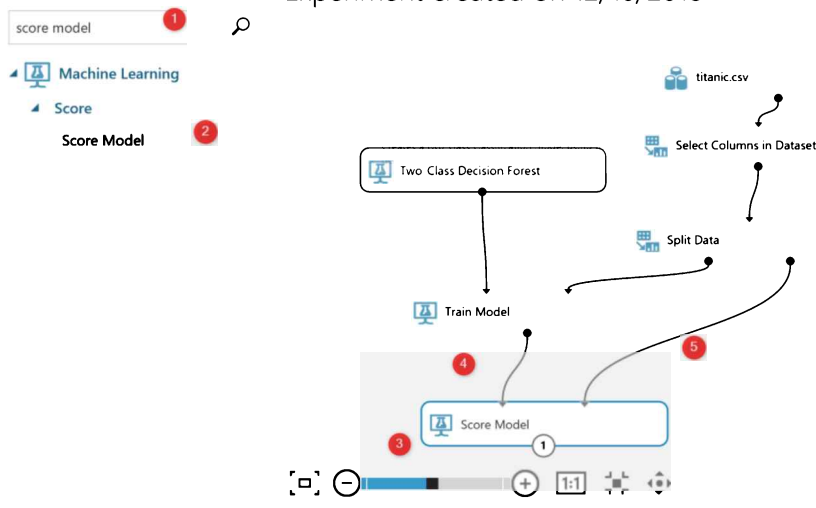 score model
1
Machine Learning
Score
Score Model
2
titanic.csv
Select Columns in Dataset
Two Class Decision Forest
Split Data
Train Model
5
4
Score Model
3
1
1:1